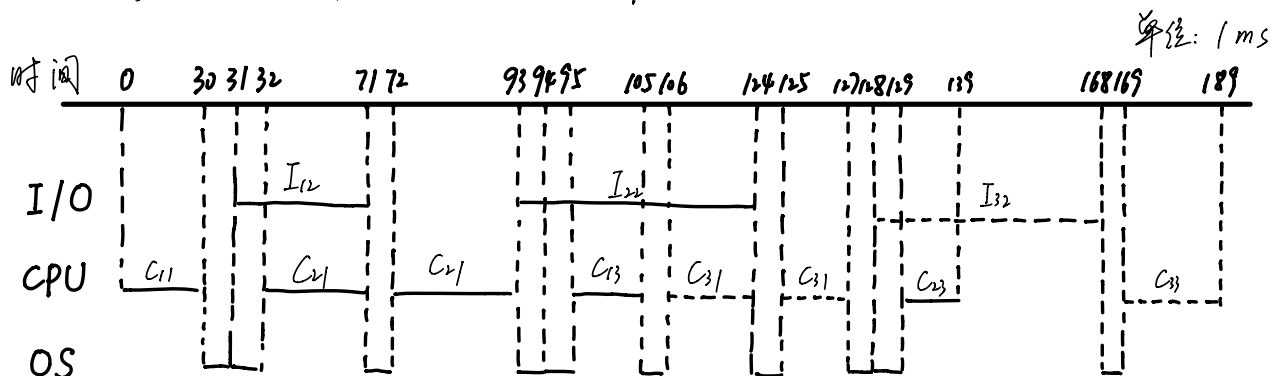 单位: 1ms
时间 0 30 31 32 71 72 93 94 95 105 106 124 125 127 128 129 139 168 169 189
I/O I12 I22 I32
CPU C11 C21 C21 C13 C31 C31 C23 C33
OS